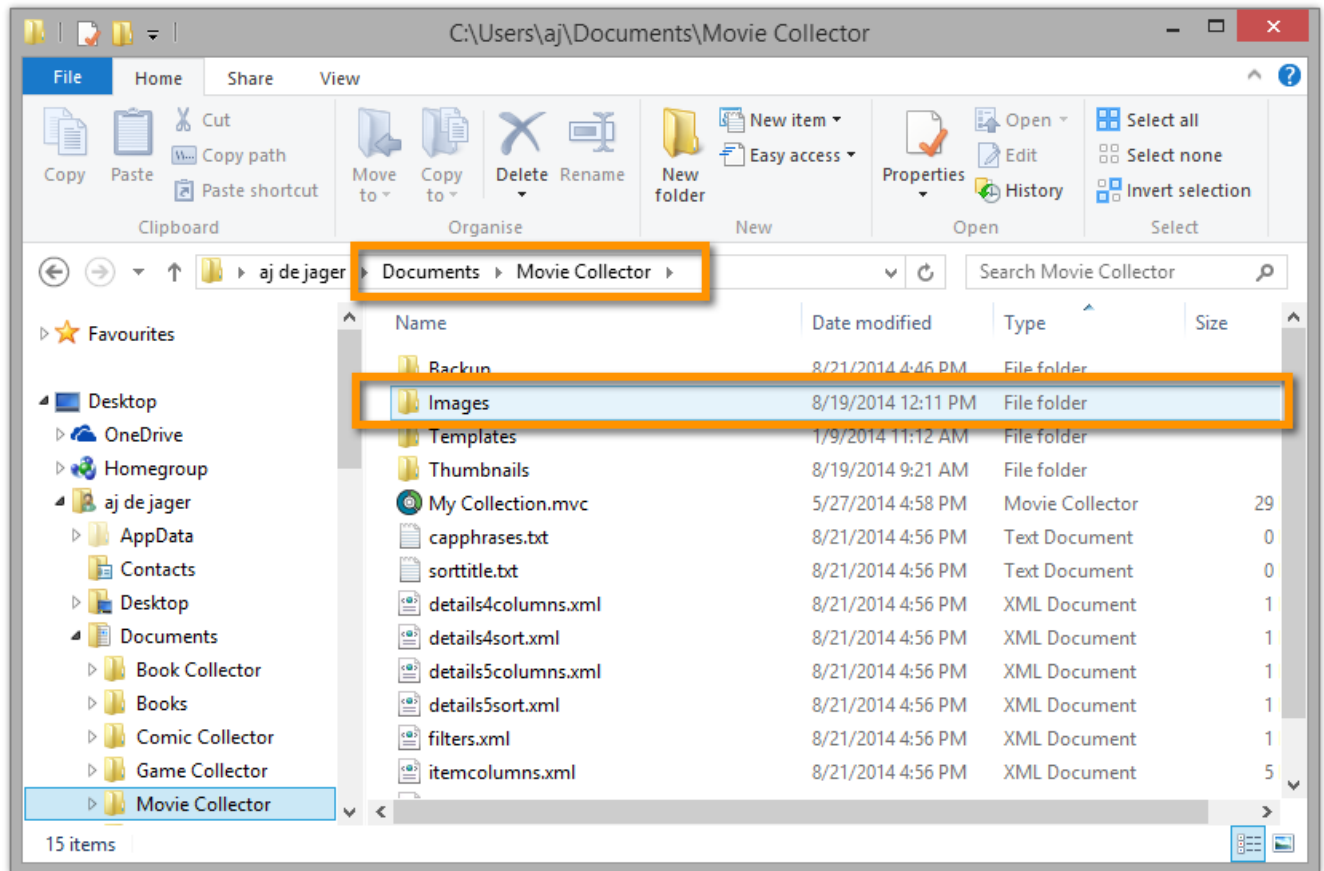 C:\Users\aj\Documents\Movie Collector
File Home Share View
Copy
Paste
Cut
Copy path
Paste shortcut
Clipboard
Move to
Copy to
Delete
Rename
Organise
New folder
New item
Easy access
New
Properties
Open
Edit
History
Open
Select all
Select none
Invert selection
Select
aj de jager Documents Movie Collector
Search Movie Collector
Favourites
Desktop
OneDrive
Homegroup
aj de jager
AppData
Contacts
Desktop
Documents
Book Collector
Books
Comic Collector
Game Collector
Movie Collector
Name Date modified Type Size
Backup 8/21/2014 4:46 PM File folder
Images 8/19/2014 12:11 PM File folder
Templates 1/9/2014 11:12 AM File folder
Thumbnails 8/19/2014 9:21 AM File folder
My Collection.mvc 5/27/2014 4:58 PM Movie Collector 29
capphrases.txt 8/21/2014 4:56 PM Text Document 0
sorttitle.txt 8/21/2014 4:56 PM Text Document 0
details4columns.xml 8/21/2014 4:56 PM XML Document 1
details4sort.xml 8/21/2014 4:56 PM XML Document 1
details5columns.xml 8/21/2014 4:56 PM XML Document 1
details5sort.xml 8/21/2014 4:56 PM XML Document 1
filters.xml 8/21/2014 4:56 PM XML Document 1
itemcolumns.xml 8/21/2014 4:56 PM XML Document 5
15 items